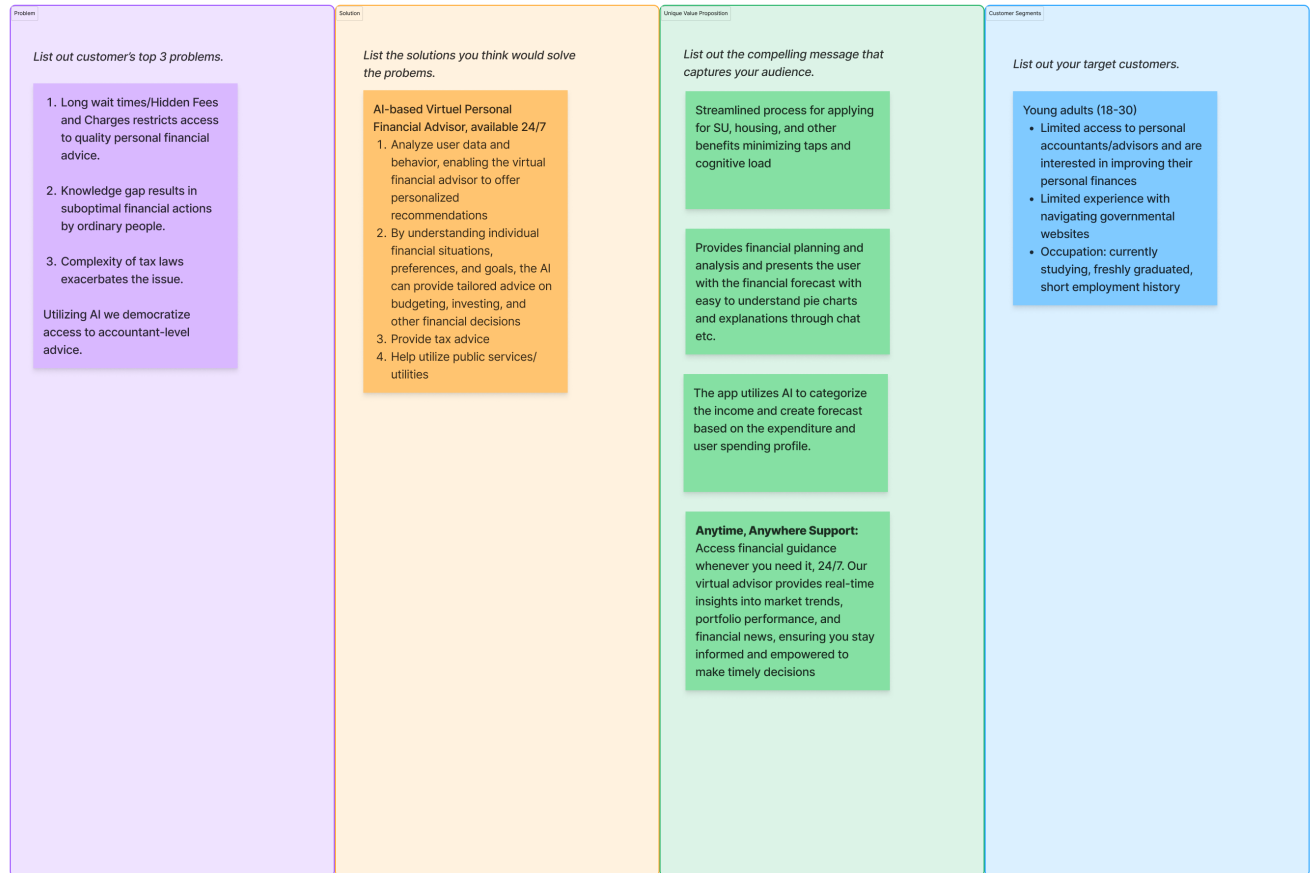 Problem
List out customer's top 3 problems.
1. Long wait times/Hidden Fees
and Charges restricts access
to quality personal financial
advice.
2. Knowledge gap results in
suboptimal financial actions
by ordinary people.
3. Complexity of tax laws
exacerbates the issue.
Utilizing AI we democratize
access to accountant-level
advice.
Solution
List the solutions you think would solve
the probems.
AI-based Virtuel Personal
Financial Advisor, available 24/7
1. Analyze user data and
behavior, enabling the virtual
financial advisor to offer
personalized
recommendations
2. By understanding individual
financial situations,
preferences, and goals, the AI
can provide tailored advice on
budgeting, investing, and
other financial decisions
3. Provide tax advice
4. Help utilize public services/
utilities
Unique Value Proposition
List out the compelling message that
captures your audience.
Streamlined process for applying
for SU, housing, and other
benefits minimizing taps and
cognitive load
Provides financial planning and
analysis and presents the user
with the financial forecast with
easy to understand pie charts
and explanations through chat
etc.
The app utilizes AI to categorize
the income and create forecast
based on the expenditure and
user spending profile.
Anytime, Anywhere Support:
Access financial guidance
whenever you need it, 24/7. Our
virtual advisor provides real-time
insights into market trends,
portfolio performance, and
financial news, ensuring you stay
informed and empowered to
make timely decisions
Customer Segments
List out your target customers.
Young adults (18-30)
• Limited access to personal
accountants/advisors and are
interested in improving their
personal finances
• Limited experience with
navigating governmental
websites
• Occupation: currently
studying, freshly graduated,
short employment history